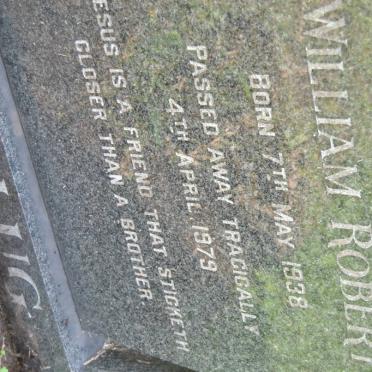 WILLIAM ROBERT
BORN 7TH MAY 1938
PASSED AWAY TRAGICALLY
4TH APRIL 1979
JESUS IS A FRIEND THAT STICKETH
CLOSER THAN A BROTHER.